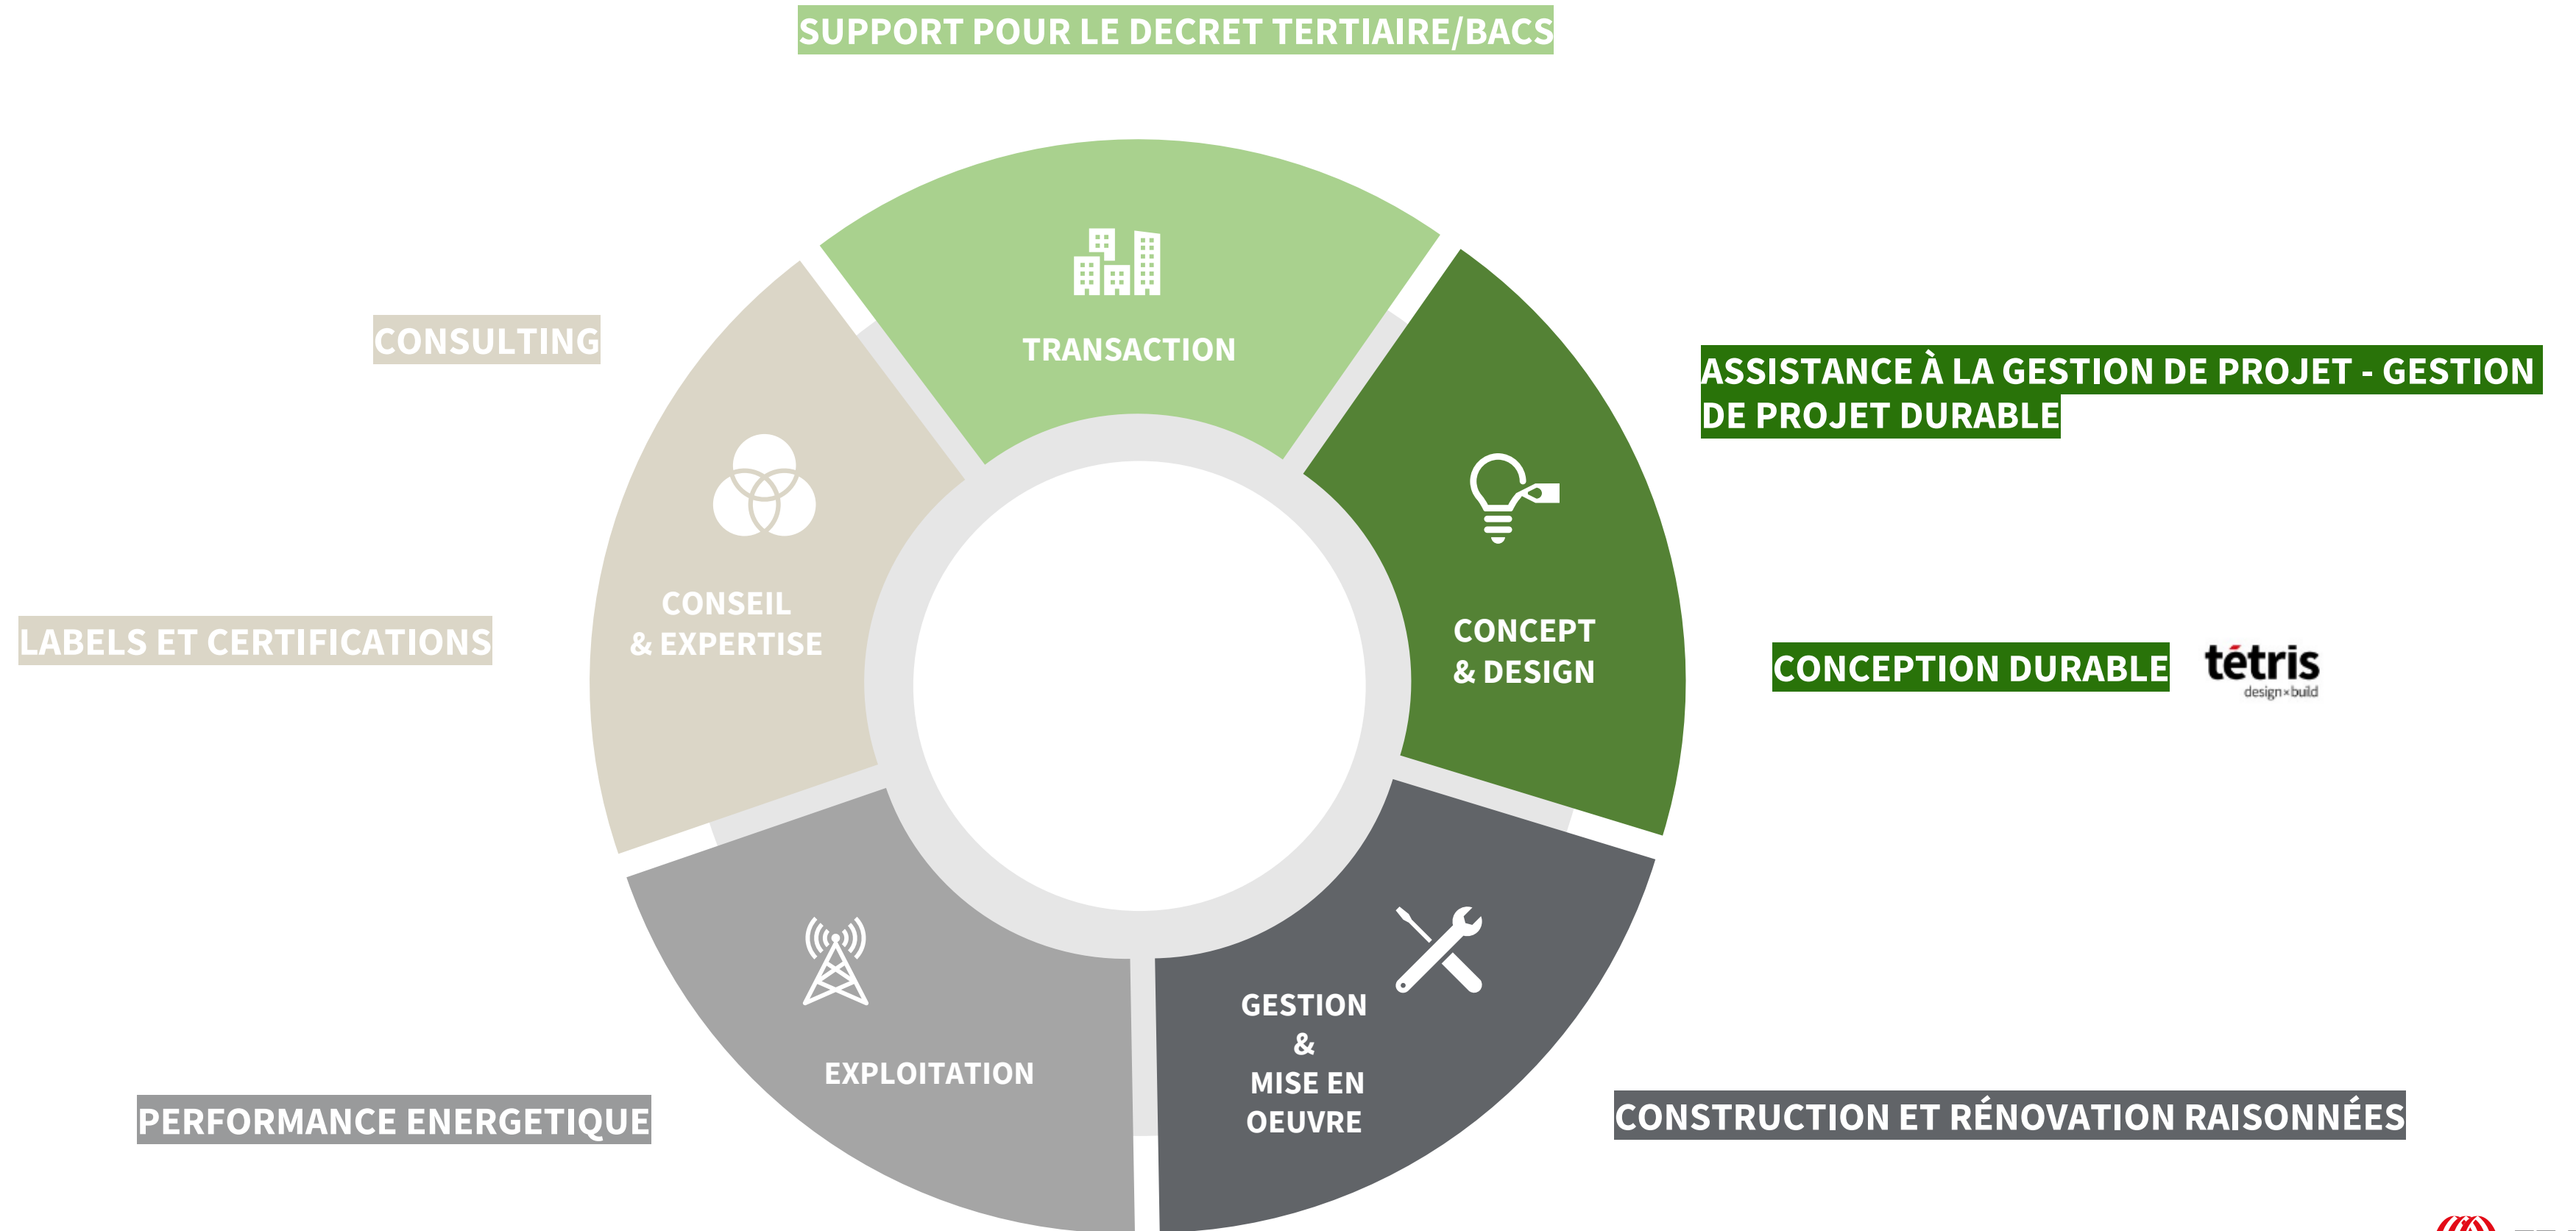 SUPPORT POUR LE DECRET TERTIAIRE/BACS
TRANSACTION
CONSULTING
ASSISTANCE À LA GESTION DE PROJET - GESTION
DE PROJET DURABLE
CONSEIL
& EXPERTISE
LABELS ET CERTIFICATIONS
CONCEPT
& DESIGN
CONCEPTION DURABLE
tétris
design×build
GESTION
&
MISE EN
OEUVRE
EXPLOITATION
PERFORMANCE ENERGETIQUE
CONSTRUCTION ET RÉNOVATION RAISONNÉES